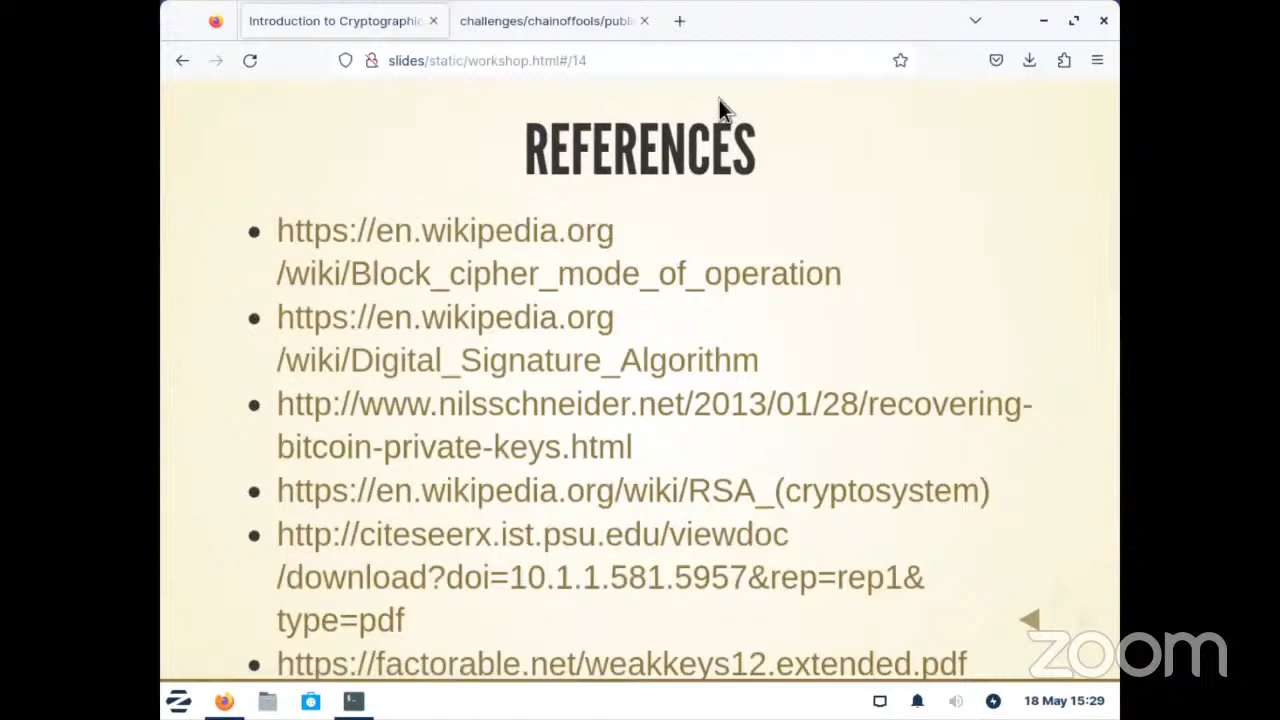 Introduction to Cryptographic
challenges/chainoffools/publi
slides/static/workshop.html#/14
REFERENCES
https://en.wikipedia.org
/wiki/Block_cipher_mode_of_operation
https://en.wikipedia.org
/wiki/Digital_Signature_Algorithm
http://www.nilsschneider.net/2013/01/28/recovering-
bitcoin-private-keys.html
https://en.wikipedia.org/wiki/RSA_(cryptosystem)
http://citeseerx.ist.psu.edu/viewdoc
/download?doi=10.1.1.581.5957&rep=rep1&
type=pdf
https://factorable.net/weakkeys12.extended.pdf
zoom
18 May 15:29